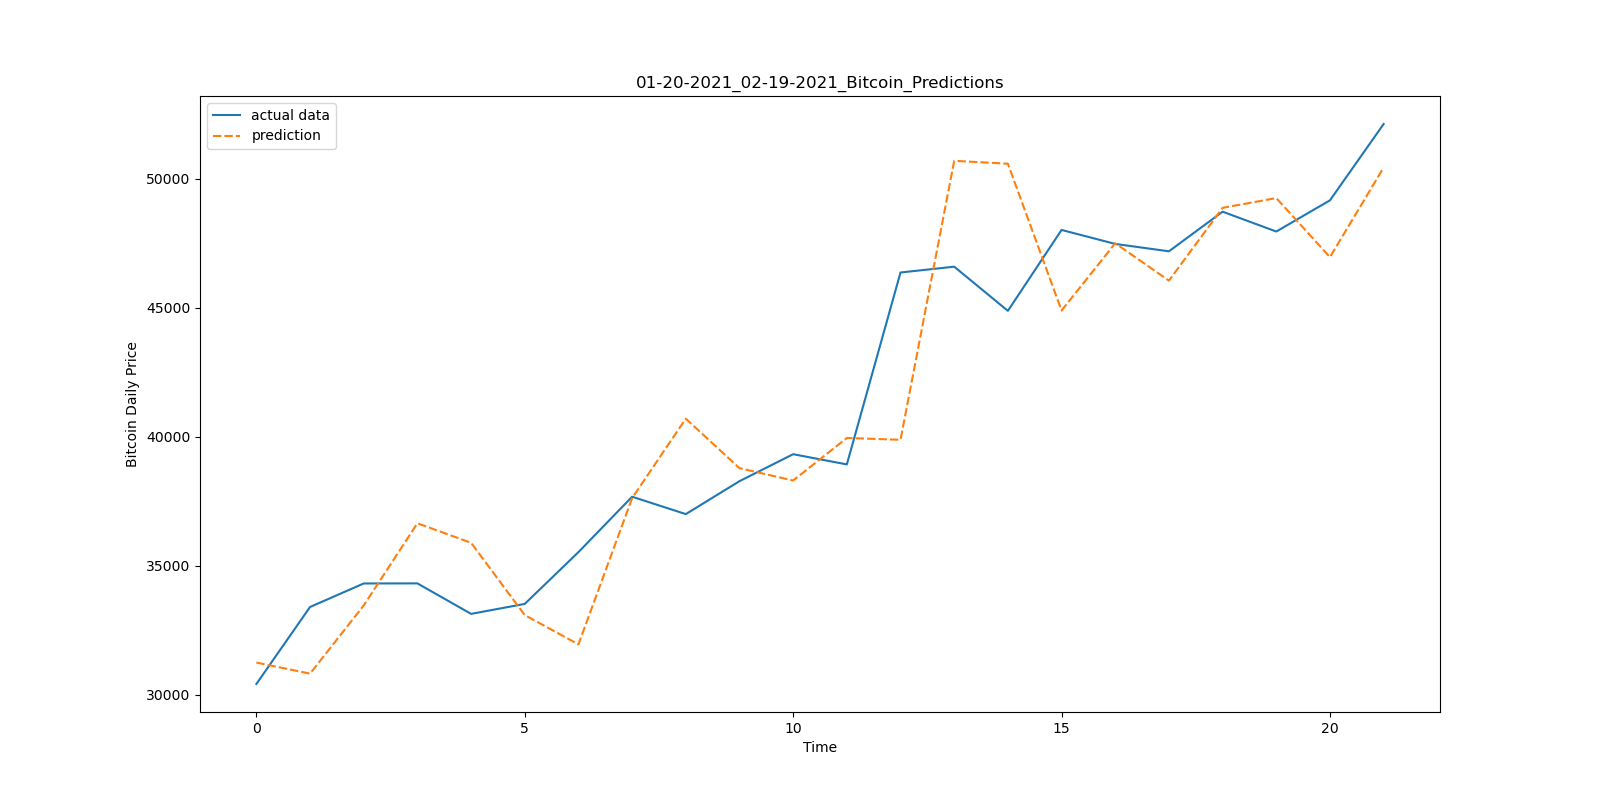 01-20-2021_02-19-2021_Bitcoin_Predictions
actual data
prediction
50000
45000
40000
35000
30000
Bitcoin Daily Price
0 5 10 15 20
Time